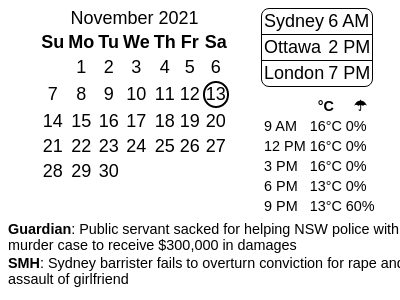 November 2021
Su Mo Tu We Th Fr Sa
1 2 3 4 5 6
7 8 9 10 11 12 13
14 15 16 17 18 19 20
21 22 23 24 25 26 27
28 29 30
Sydney 6 AM
Ottawa 2 PM
London 7 PM
°C ☂
9 AM 16°C 0%
12 PM 16°C 0%
3 PM 16°C 0%
6 PM 13°C 0%
9 PM 13°C 60%
Guardian: Public servant sacked for helping NSW police with
murder case to receive $300,000 in damages
SMH: Sydney barrister fails to overturn conviction for rape and
assault of girlfriend